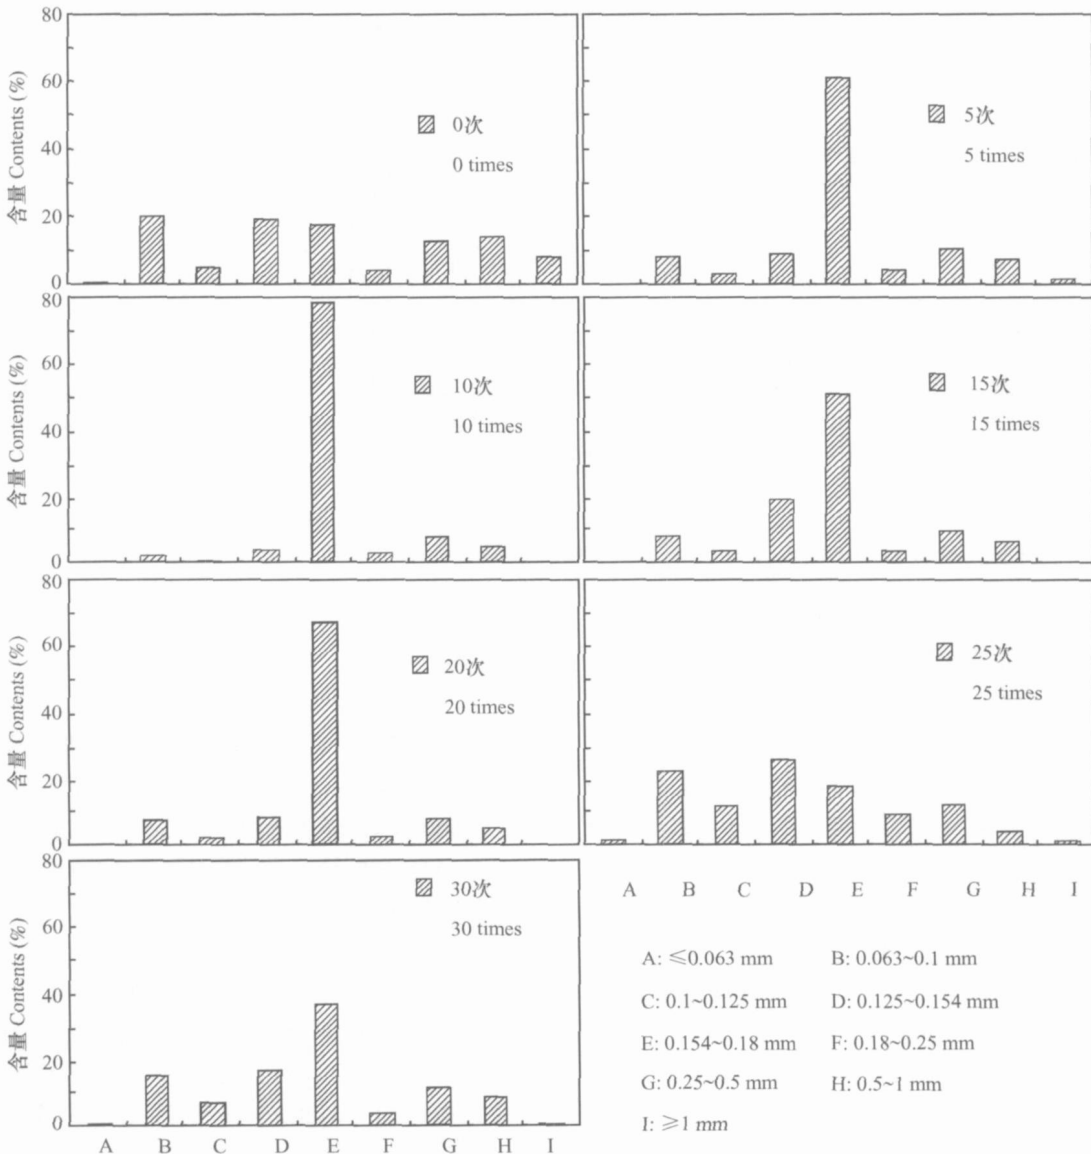 80
60
40
20
0
含量 Contents (%)
0次
0 times
5次
5 times
80
60
40
20
0
含量 Contents (%)
10次
10 times
15次
15 times
80
60
40
20
0
含量 Contents (%)
20次
20 times
25次
25 times
80
60
40
20
0
含量 Contents (%)
30次
30 times
A B C D E F G H I
A B C D E F G H I
A: ≤0.063 mm B: 0.063~0.1 mm
C: 0.1~0.125 mm D: 0.125~0.154 mm
E: 0.154~0.18 mm F: 0.18~0.25 mm
G: 0.25~0.5 mm H: 0.5~1 mm
I: ≥1 mm